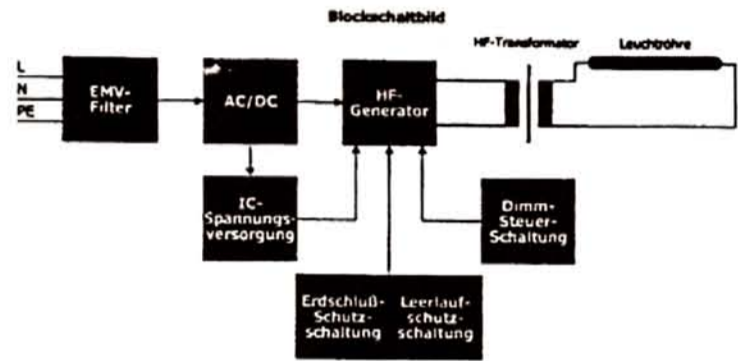 Blockschaltbild
HF-Transformator
Leuchtröhre
L
N
PE
EMV-
Filter
AC/DC
HF-
Generator
IC-
Spannungs-
versorgung
Dimm-
Steuer-
Schaltung
Erdschluß-
Schutz-
schaltung
Leerlauf-
schutz-
schaltung